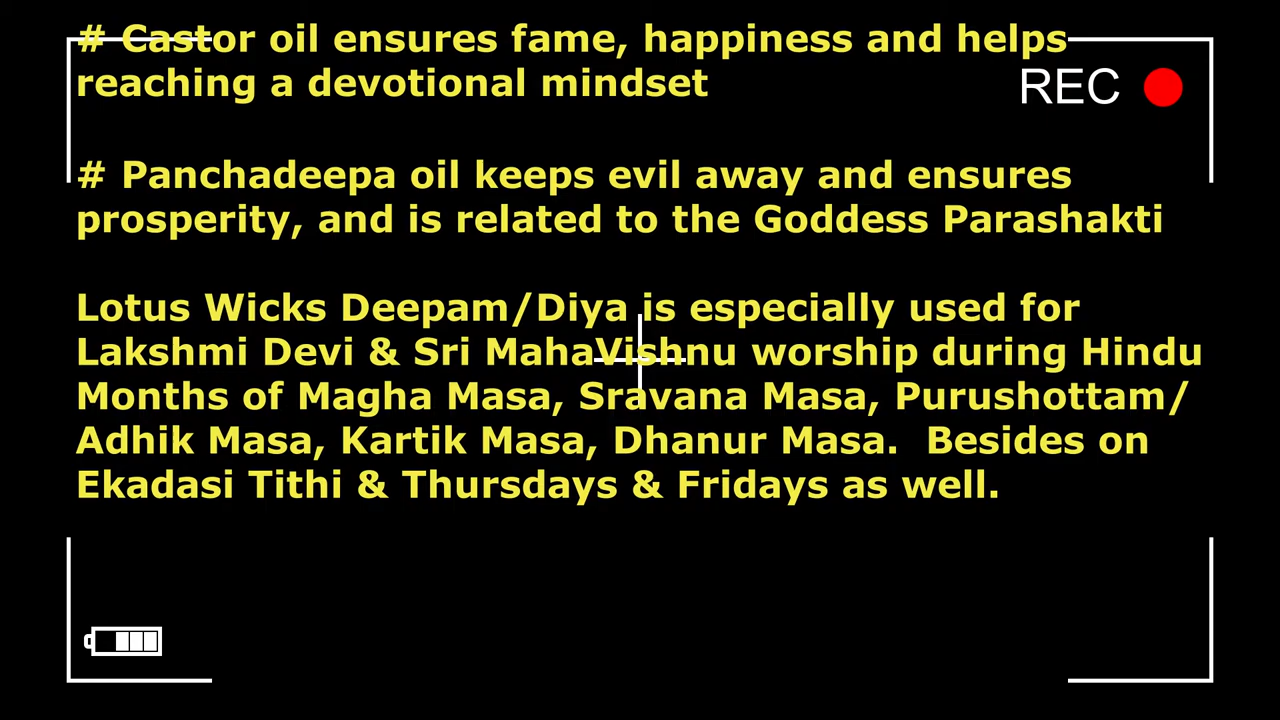 # Castor oil ensures fame, happiness and helps
reaching a devotional mindset
REC
# Panchadeepa oil keeps evil away and ensures
prosperity, and is related to the Goddess Parashakti
Lotus Wicks Deepam/Diya is especially used for
Lakshmi Devi & Sri MahaVishnu worship during Hindu
Months of Magha Masa, Sravana Masa, Purushottam/
Adhik Masa, Kartik Masa, Dhanur Masa.  Besides on
Ekadasi Tithi & Thursdays & Fridays as well.